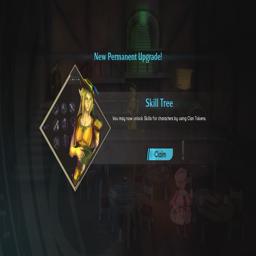 New Permanent Upgrade!
Skill Tree
You may now unlock Skills for characters by using Clan Tokens.
Claim